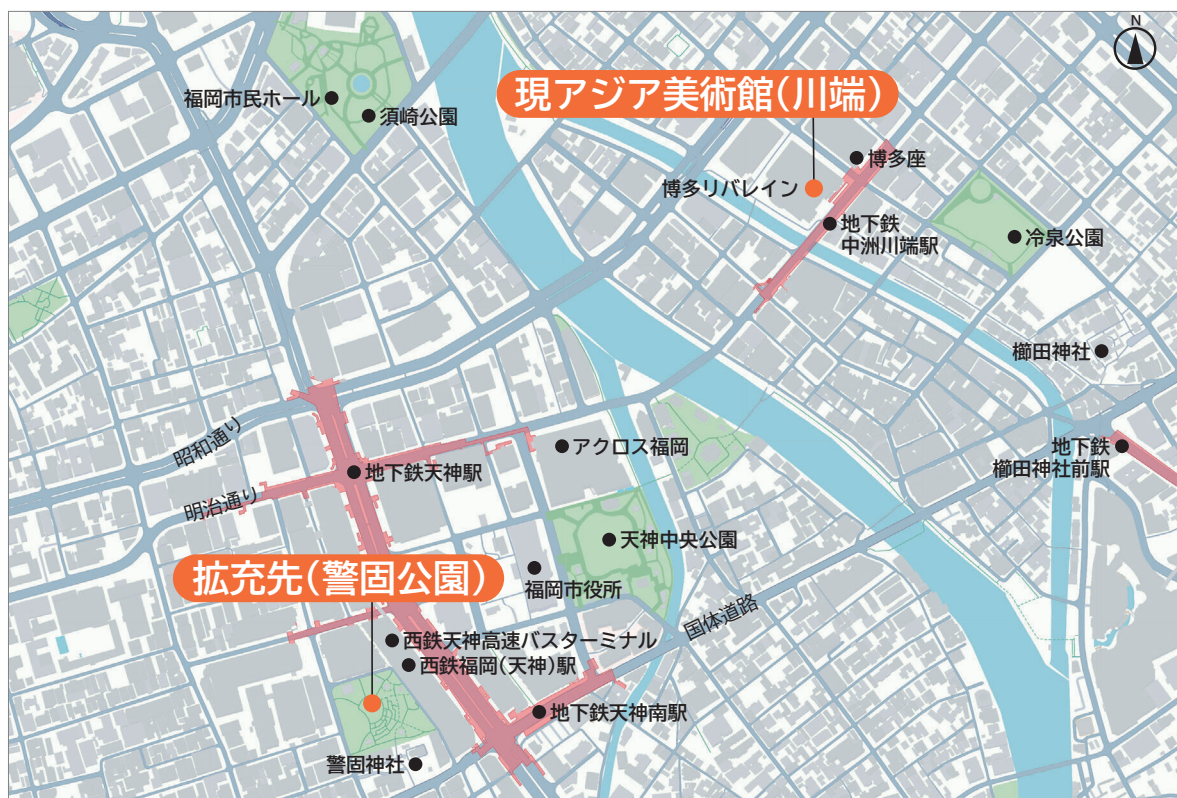 N
現アジア美術館(川端)
福岡市民ホール
須崎公園
博多座
博多リバレイン
地下鉄
中洲川端駅
冷泉公園
櫛田神社
昭和通り
アクロス福岡
地下鉄
櫛田神社前駅
地下鉄天神駅
明治通り
天神中央公園
拡充先(警固公園)
福岡市役所
国体道路
西鉄天神高速バスターミナル
西鉄福岡(天神)駅
地下鉄天神南駅
警固神社